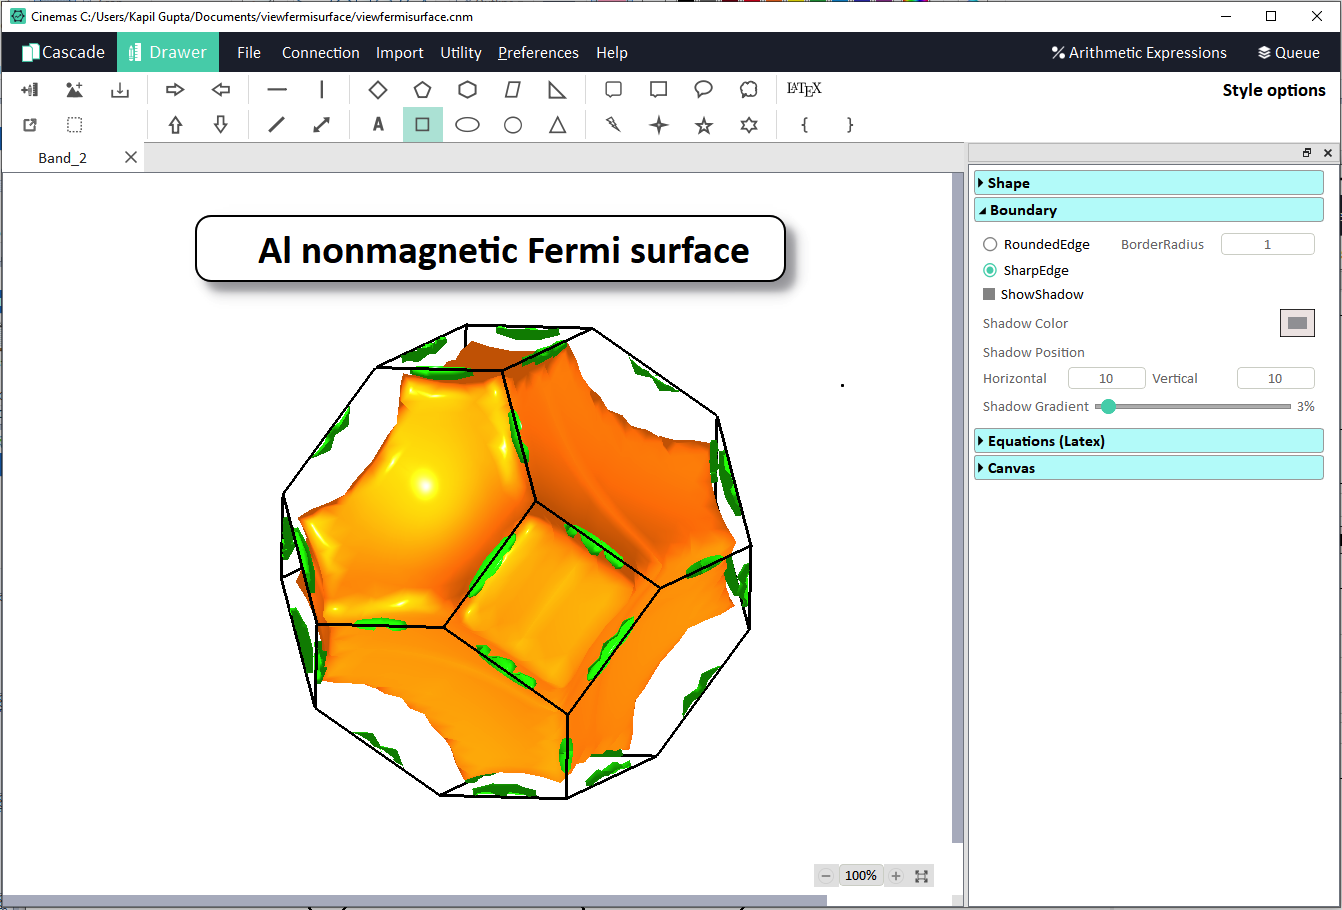 Cinemas C:/Users/Kapil Gupta/Documents/viewfermisurface/viewfermisurface.cnm
Cascade Drawer File Connection Import Utility Preferences Help Arithmetic Expressions Queue
LATEX
Style options
A { }
Band_2
Al nonmagnetic Fermi surface
Shape
Boundary
RoundedEdge BorderRadius 1
SharpEdge
ShowShadow
Shadow Color
Shadow Position
Horizontal 10 Vertical 10
Shadow Gradient 3%
Equations (Latex)
Canvas
100%